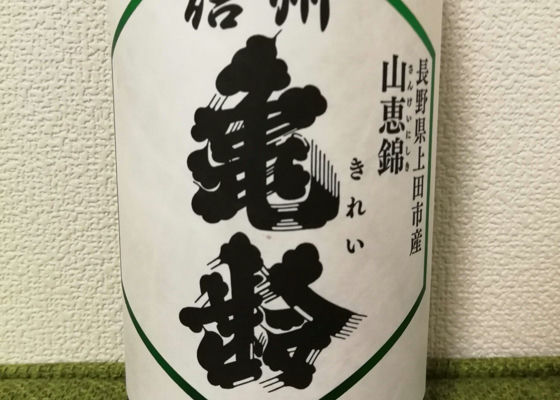 長野県上田市産
山恵錦
さんけいにしき
信州
亀齢
きれい